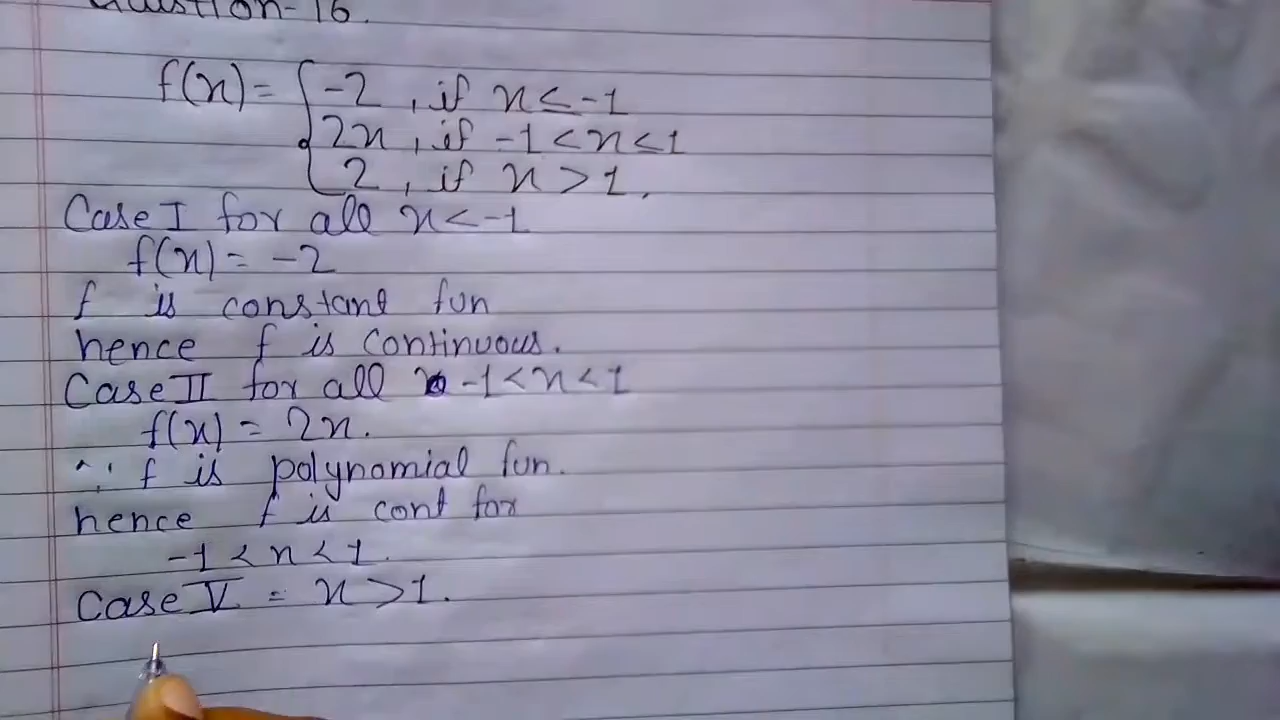 Question-16.
f(x) = { -2 , if x ≤ -1
2x , if -1 < x ≤ 1
2 , if x > 1.
Case I for all x < -1
f(x) = -2
f is constant fun
hence f is continuous.
Case II for all -1 < x < 1
f(x) = 2x.
∵ f is polynomial fun.
hence f is cont for
-1 < x < 1.
Case V = x > 1.